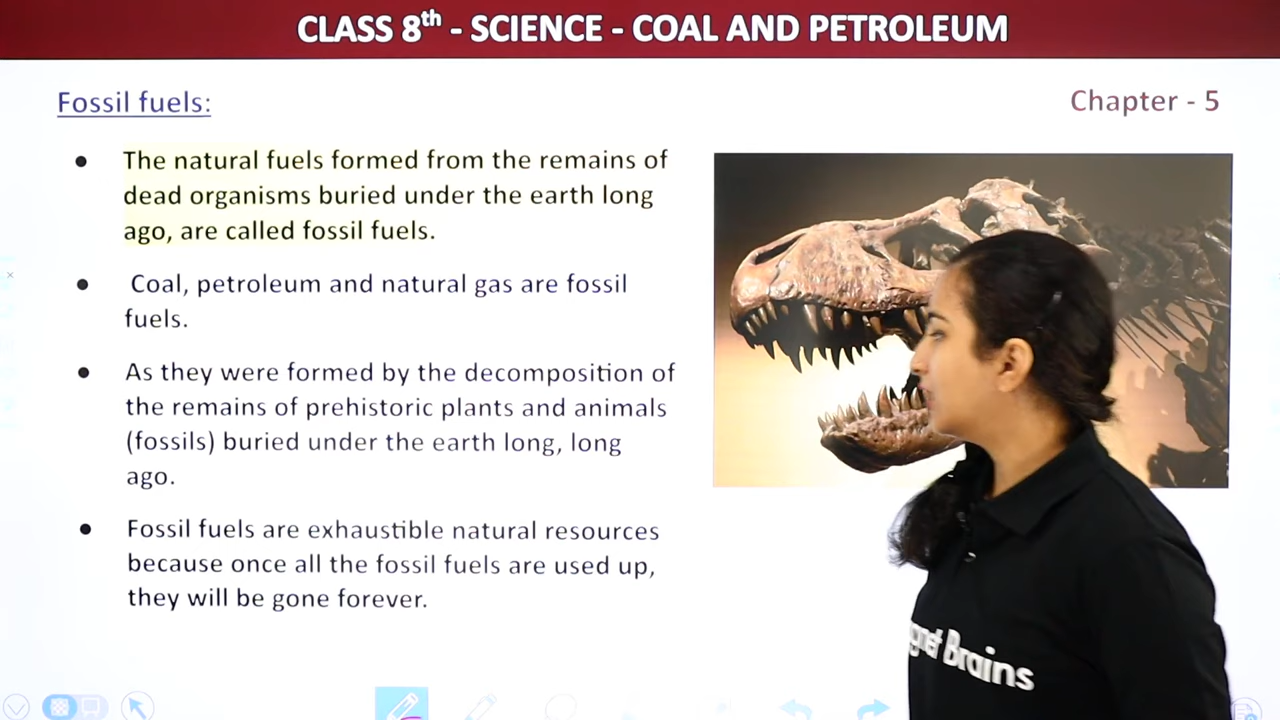 CLASS 8th - SCIENCE - COAL AND PETROLEUM
Fossil fuels:
Chapter - 5
● The natural fuels formed from the remains of
dead organisms buried under the earth long
ago, are called fossil fuels.
● Coal, petroleum and natural gas are fossil
fuels.
● As they were formed by the decomposition of
the remains of prehistoric plants and animals
(fossils) buried under the earth long, long
ago.
● Fossil fuels are exhaustible natural resources
because once all the fossil fuels are used up,
they will be gone forever.
Brains